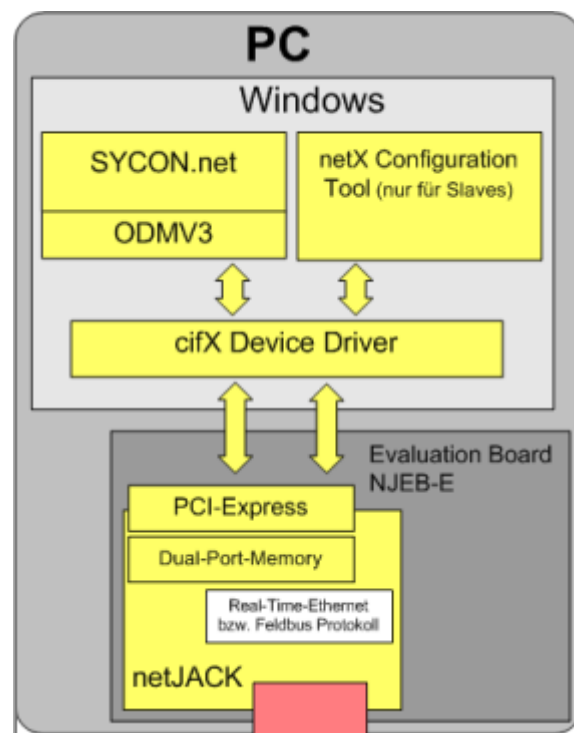 PC
Windows
SYCON.net
ODMV3
netX Configuration
Tool (nur für Slaves)
cifX Device Driver
Evaluation Board
NJEB-E
PCI-Express
Dual-Port-Memory
Real-Time-Ethernet
bzw. Feldbus Protokoll
netJACK